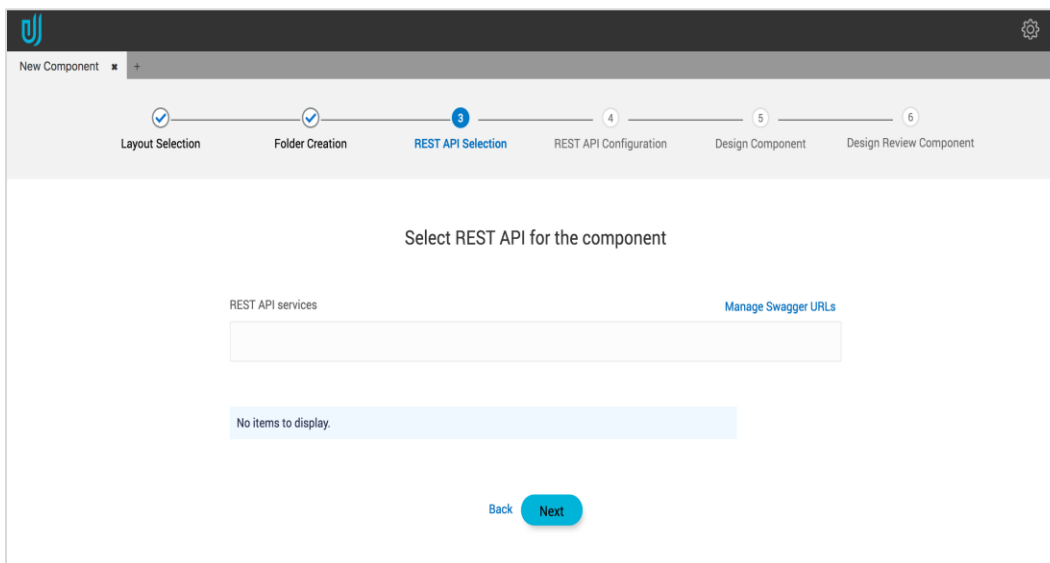 New Component ✖ +
3 4 5 6
Layout Selection Folder Creation REST API Selection REST API Configuration Design Component Design Review Component
Select REST API for the component
REST API services Manage Swagger URLs
No items to display.
Back Next